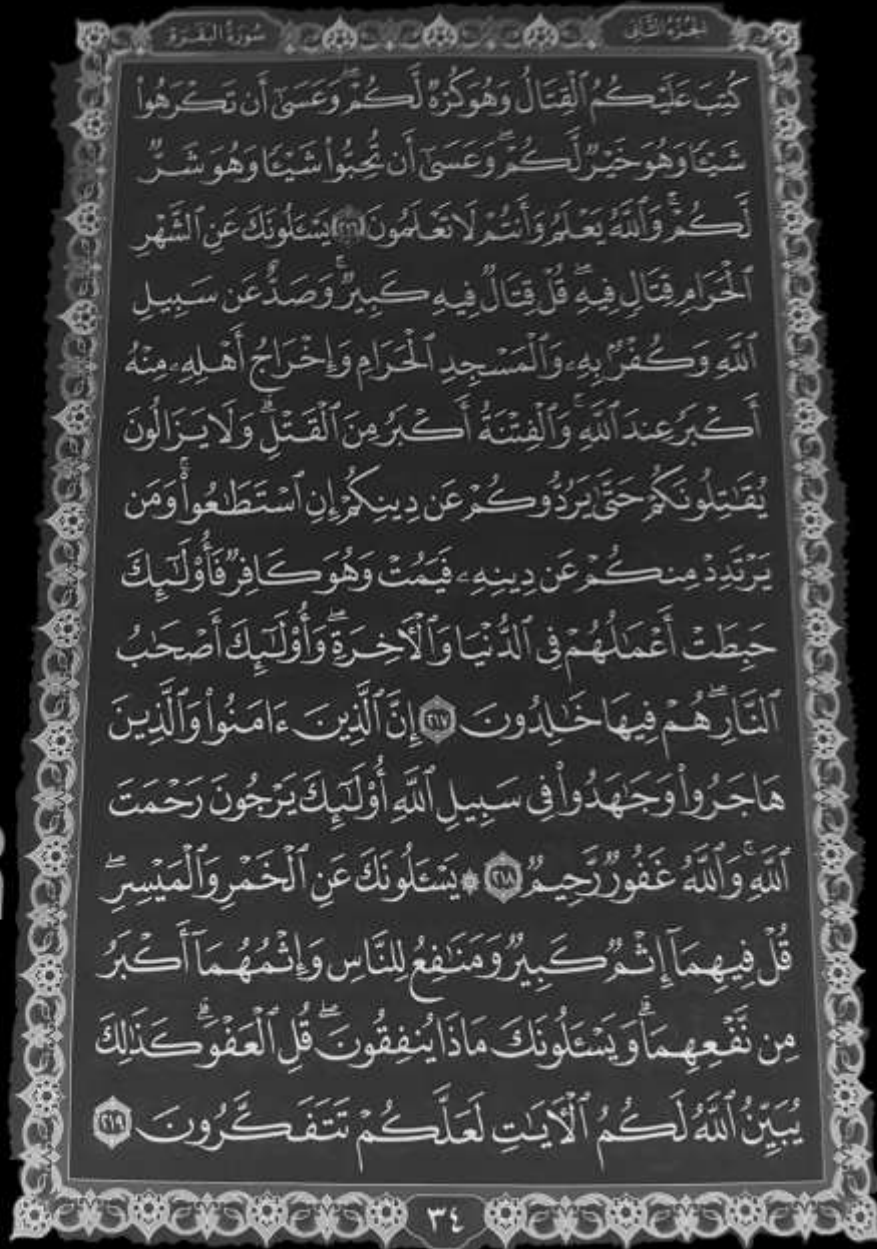 الجزء الثاني
سورة البقرة
كُتِبَ عَلَيْكُمُ ٱلْقِتَالُ وَهُوَ كُرْهٌ لَّكُمْ ۖ وَعَسَىٰٓ أَن تَكْرَهُوا۟
شَيْـًٔا وَهُوَ خَيْرٌ لَّكُمْ ۖ وَعَسَىٰٓ أَن تُحِبُّوا۟ شَيْـًٔا وَهُوَ شَرٌّ
لَّكُمْ ۗ وَٱللَّهُ يَعْلَمُ وَأَنتُمْ لَا تَعْلَمُونَ ٢١٦ يَسْـَٔلُونَكَ عَنِ ٱلشَّهْرِ
ٱلْحَرَامِ قِتَالٍ فِيهِ ۖ قُلْ قِتَالٌ فِيهِ كَبِيرٌ ۖ وَصَدٌّ عَن سَبِيلِ
ٱللَّهِ وَكُفْرٌۢ بِهِۦ وَٱلْمَسْجِدِ ٱلْحَرَامِ وَإِخْرَاجُ أَهْلِهِۦ مِنْهُ
أَكْبَرُ عِندَ ٱللَّهِ ۚ وَٱلْفِتْنَةُ أَكْبَرُ مِنَ ٱلْقَتْلِ ۗ وَلَا يَزَالُونَ
يُقَـٰتِلُونَكُمْ حَتَّىٰ يَرُدُّوكُمْ عَن دِينِكُمْ إِنِ ٱسْتَطَـٰعُوا۟ ۚ وَمَن
يَرْتَدِدْ مِنكُمْ عَن دِينِهِۦ فَيَمُتْ وَهُوَ كَافِرٌ فَأُو۟لَـٰٓئِكَ
حَبِطَتْ أَعْمَـٰلُهُمْ فِى ٱلدُّنْيَا وَٱلْـَٔاخِرَةِ ۖ وَأُو۟لَـٰٓئِكَ أَصْحَـٰبُ
ٱلنَّارِ ۖ هُمْ فِيهَا خَـٰلِدُونَ ٢١٧ إِنَّ ٱلَّذِينَ ءَامَنُوا۟ وَٱلَّذِينَ
هَاجَرُوا۟ وَجَـٰهَدُوا۟ فِى سَبِيلِ ٱللَّهِ أُو۟لَـٰٓئِكَ يَرْجُونَ رَحْمَتَ
ٱللَّهِ ۚ وَٱللَّهُ غَفُورٌ رَّحِيمٌ ٢١٨ ۞ يَسْـَٔلُونَكَ عَنِ ٱلْخَمْرِ وَٱلْمَيْسِرِ ۖ
قُلْ فِيهِمَآ إِثْمٌ كَبِيرٌ وَمَنَـٰفِعُ لِلنَّاسِ وَإِثْمُهُمَآ أَكْبَرُ
مِن نَّفْعِهِمَا ۗ وَيَسْـَٔلُونَكَ مَاذَا يُنفِقُونَ ۖ قُلِ ٱلْعَفْوَ ۗ كَذَٰلِكَ
يُبَيِّنُ ٱللَّهُ لَكُمُ ٱلْـَٔايَـٰتِ لَعَلَّكُمْ تَتَفَكَّرُونَ ٢١٩
٣٤